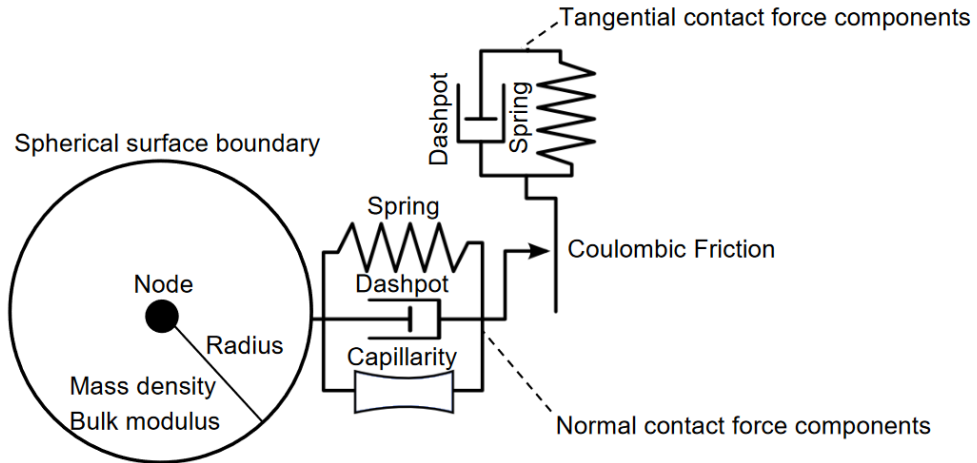 Tangential contact force components
Dashpot
Spring
Spherical surface boundary
Spring
Coulombic Friction
Dashpot
Node
Radius
Capillarity
Mass density
Bulk modulus
Normal contact force components